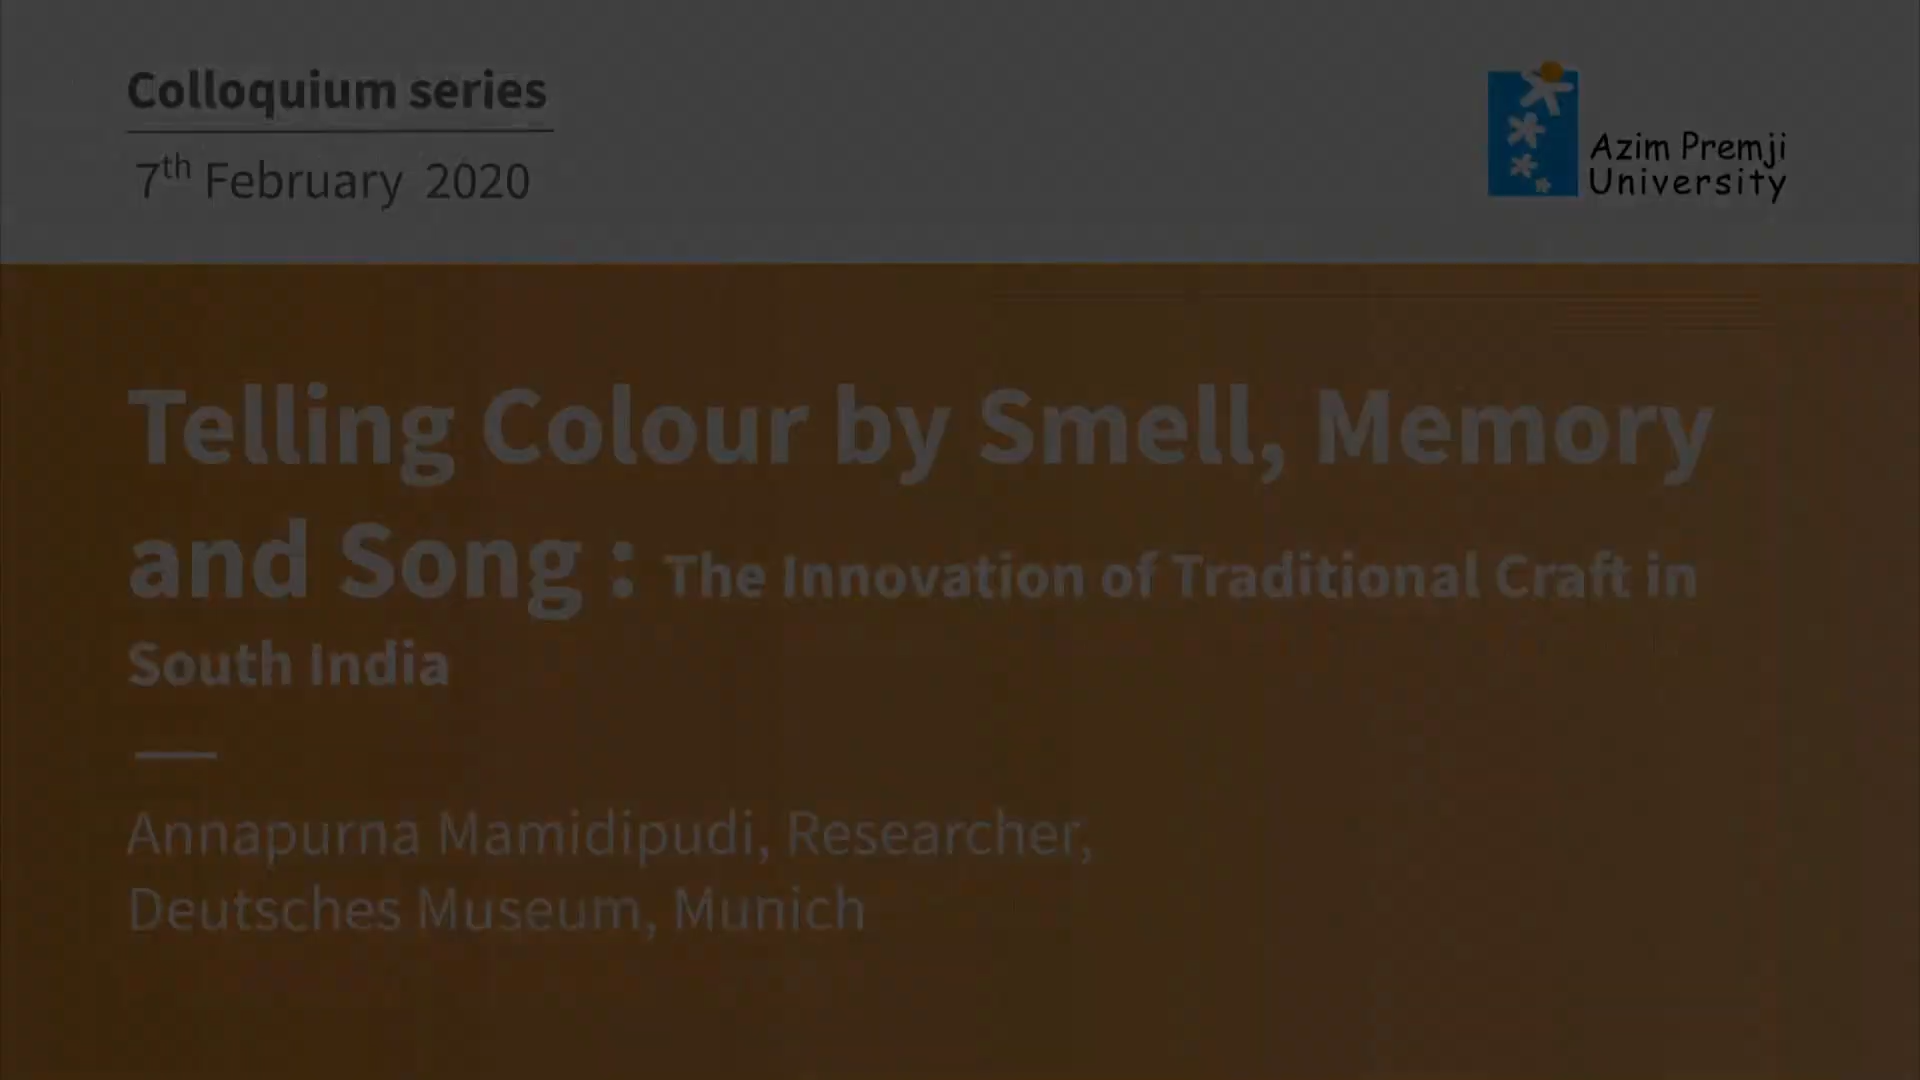 Colloquium series
7th February 2020
Azim Premji
University
Telling Colour by Smell, Memory
and Song : The Innovation of Traditional Craft in
South India
Annapurna Mamidipudi, Researcher,
Deutsches Museum, Munich